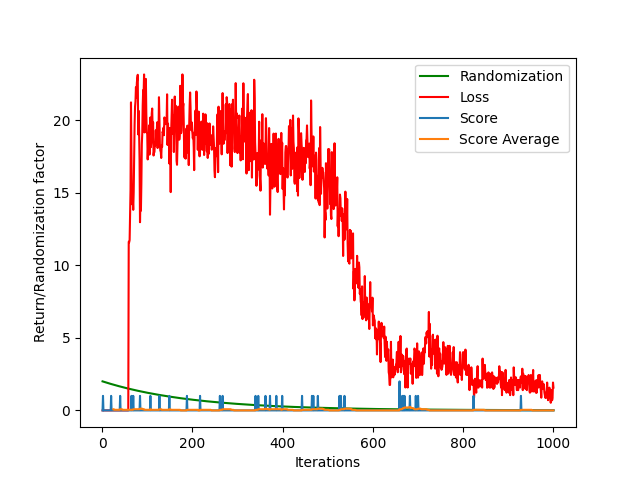 Randomization
Loss
Score
Score Average
Return/Randomization factor
20
15
10
5
0
0 200 400 600 800 1000
Iterations